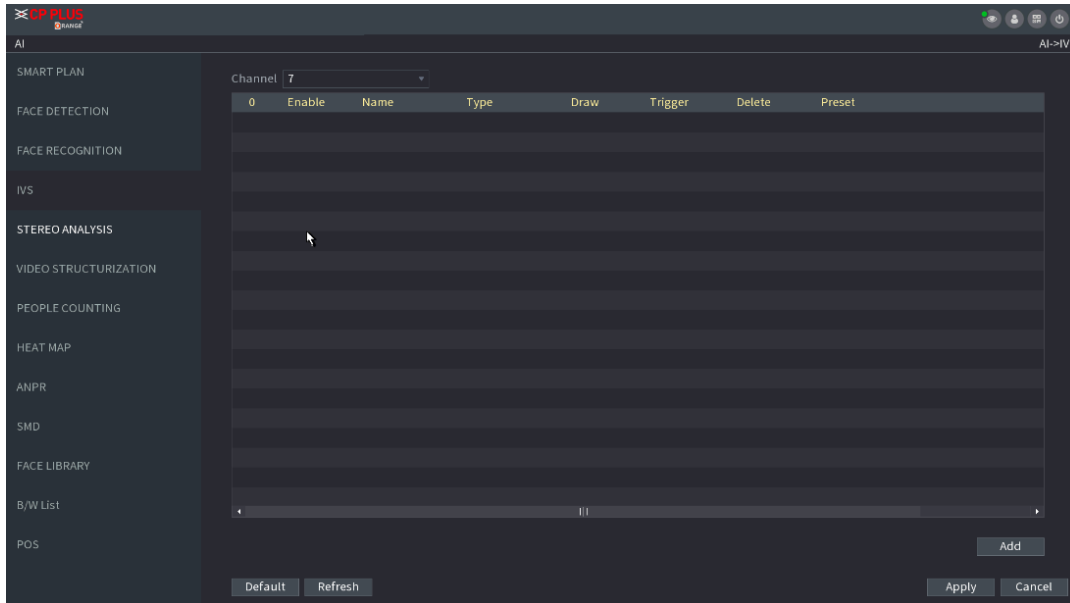 CP PLUS
ORANGE
AI AI->IV
SMART PLAN
FACE DETECTION
FACE RECOGNITION
IVS
STEREO ANALYSIS
VIDEO STRUCTURIZATION
PEOPLE COUNTING
HEAT MAP
ANPR
SMD
FACE LIBRARY
B/W List
POS
Channel 7
0 Enable Name Type Draw Trigger Delete Preset
Add
Default Refresh Apply Cancel